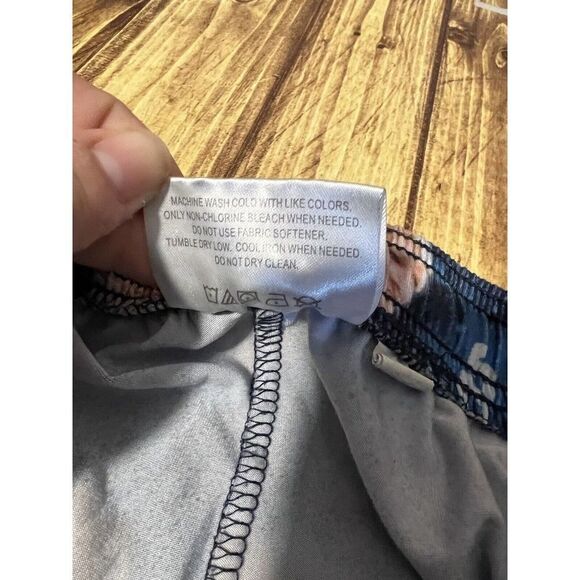 MACHINE WASH COLD WITH LIKE COLORS.
ONLY NON-CHLORINE BLEACH WHEN NEEDED.
DO NOT USE FABRIC SOFTENER.
TUMBLE DRY LOW. COOL IRON WHEN NEEDED.
DO NOT DRY CLEAN.